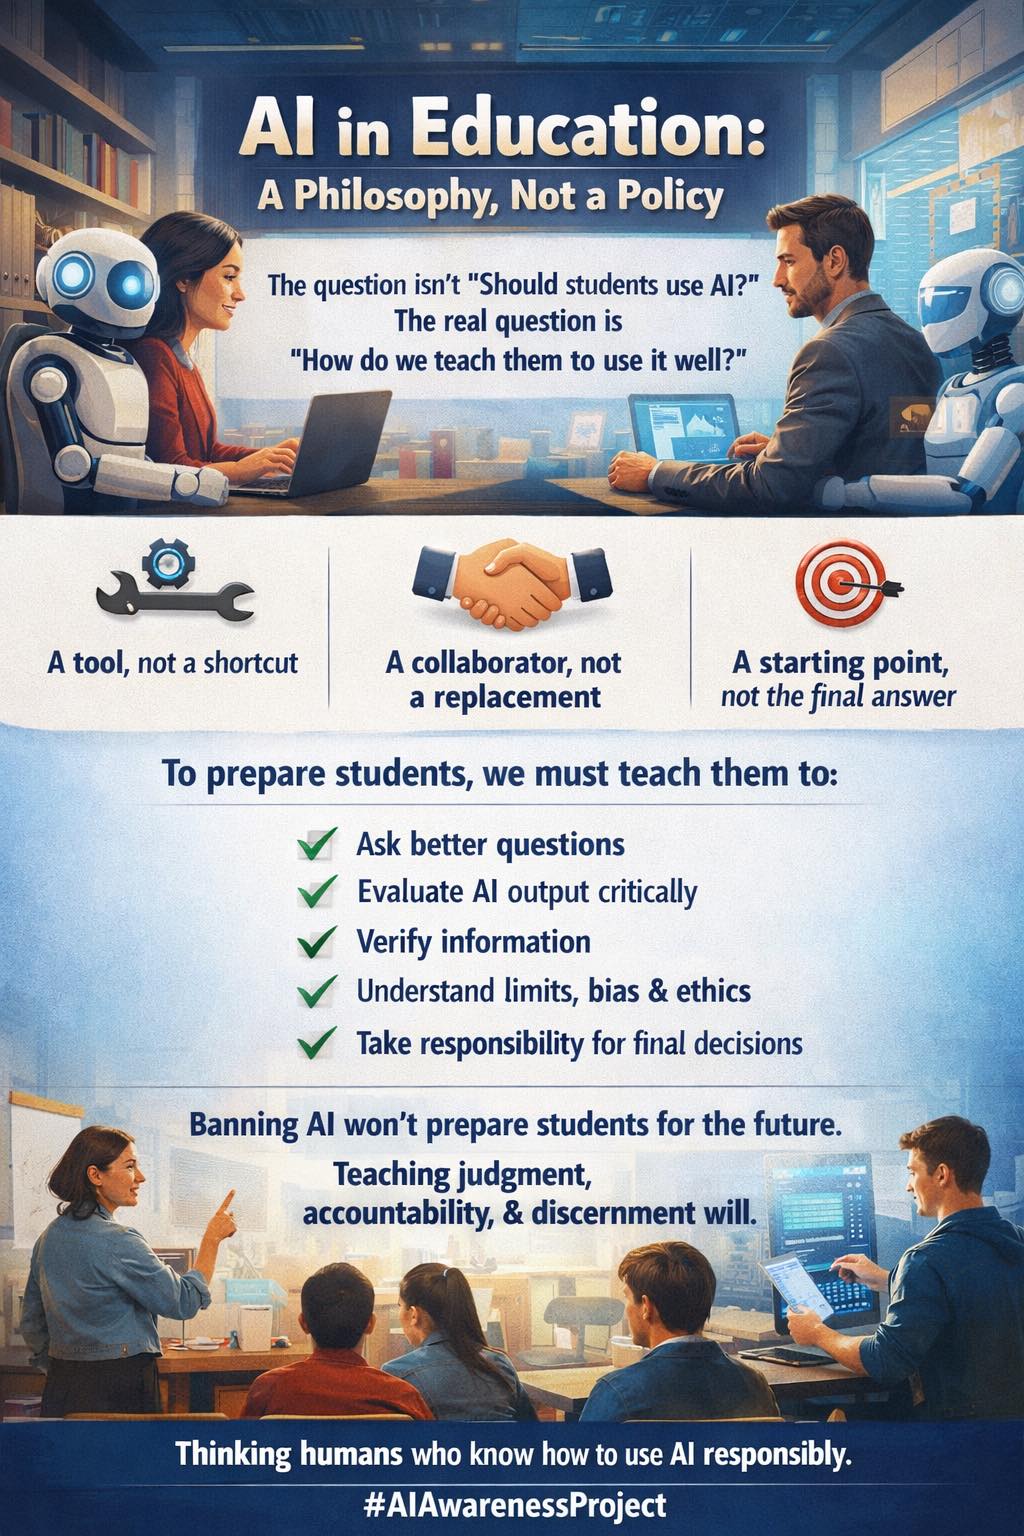 AI in Education:
A Philosophy, Not a Policy
The question isn't "Should students use AI?"
The real question is
"How do we teach them to use it well?"
A tool, not a shortcut
A collaborator, not
a replacement
A starting point,
not the final answer
To prepare students, we must teach them to:
Ask better questions
Evaluate AI output critically
Verify information
Understand limits, bias & ethics
Take responsibility for final decisions
Banning AI won't prepare students for the future.
Teaching judgment,
accountability, & discernment will.
Thinking humans who know how to use AI responsibly.
#AIAwarenessProject